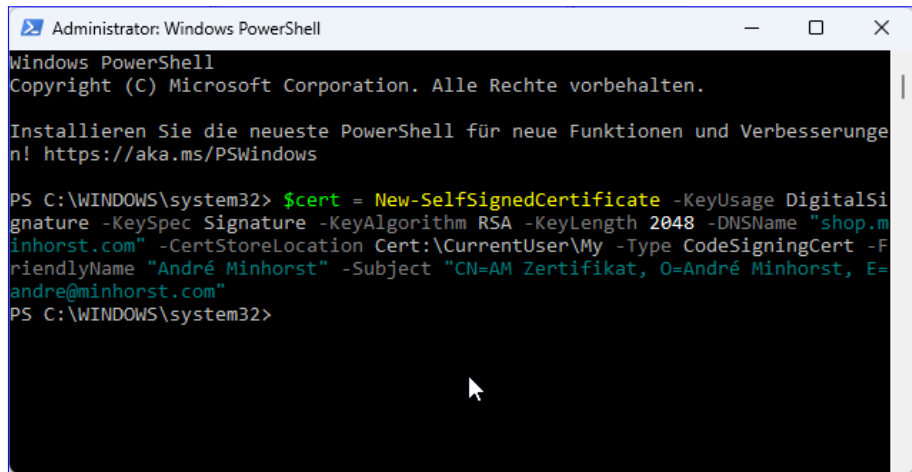 Administrator: Windows PowerShell
Windows PowerShell
Copyright (C) Microsoft Corporation. Alle Rechte vorbehalten.
Installieren Sie die neueste PowerShell für neue Funktionen und Verbesserunge
n! https://aka.ms/PSWindows
PS C:\WINDOWS\system32> $cert = New-SelfSignedCertificate -KeyUsage DigitalSi
gnature -KeySpec Signature -KeyAlgorithm RSA -KeyLength 2048 -DNSName "shop.m
inhorst.com" -CertStoreLocation Cert:\CurrentUser\My -Type CodeSigningCert -F
riendlyName "André Minhorst" -Subject "CN=AM Zertifikat, O=André Minhorst, E=
andre@minhorst.com"
PS C:\WINDOWS\system32>